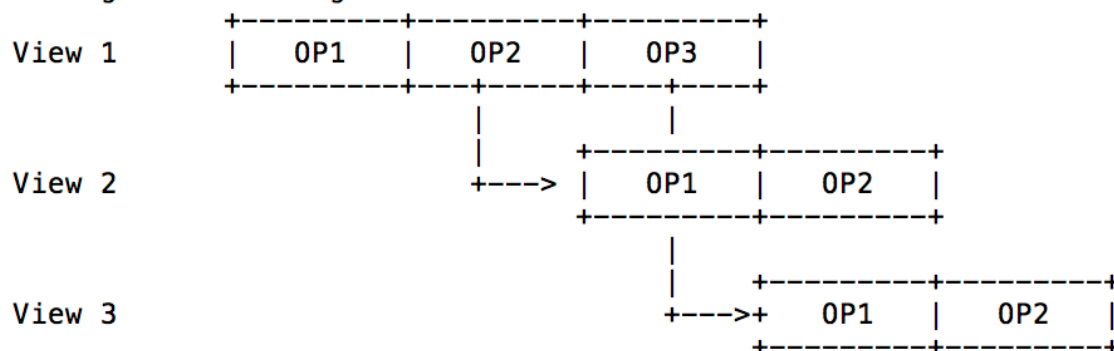 View 1 | OP1 | OP2 | OP3 |
View 2 +---> | OP1 | OP2 |
View 3 +--->+ OP1 | OP2 |